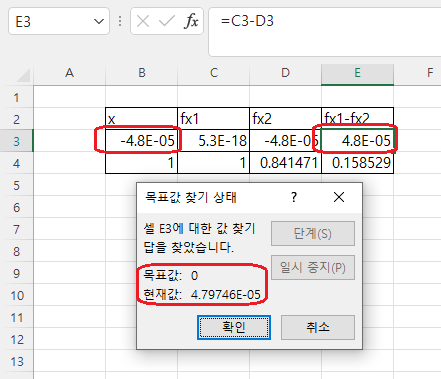 E3 fx =C3-D3
A B C D E F
1
2 x fx1 fx2 fx1-fx2
3 -4.8E-05 5.3E-18 -4.8E-05 4.8E-05
4 1 1 0.841471 0.158529
5
6
7
8
9
10
11
12
13
목표값 찾기 상태 ? ×
셀 E3에 대한 값 찾기 단계(S)
답을 찾았습니다.
일시 중지(P)
목표값: 0
현재값: 4.79746E-05
확인 취소